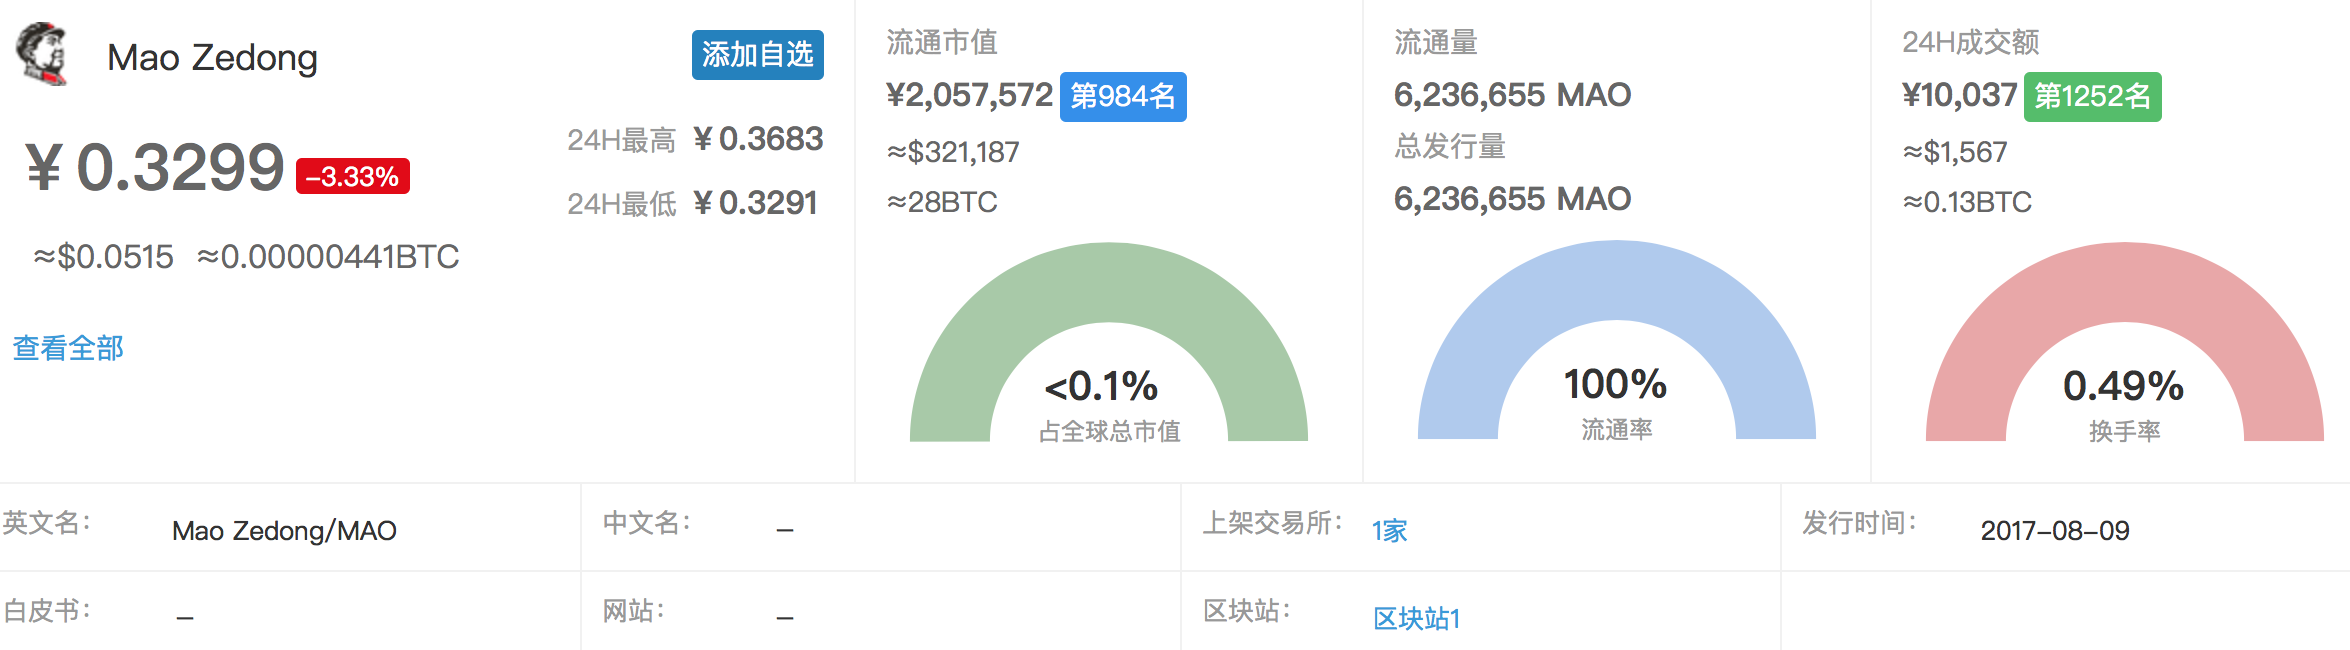 Mao Zedong
添加自选
¥0.3299 -3.33%
24H最高 ¥0.3683
24H最低 ¥0.3291
≈$0.0515 ≈0.00000441BTC
查看全部
流通市值
¥2,057,572 第984名
≈$321,187
≈28BTC
<0.1%
占全球总市值
流通量
6,236,655 MAO
总发行量
6,236,655 MAO
100%
流通率
24H成交额
¥10,037 第1252名
≈$1,567
≈0.13BTC
0.49%
换手率
英文名： Mao Zedong/MAO
中文名： –
上架交易所： 1家
发行时间： 2017-08-09
白皮书： –
网站： –
区块站： 区块站1